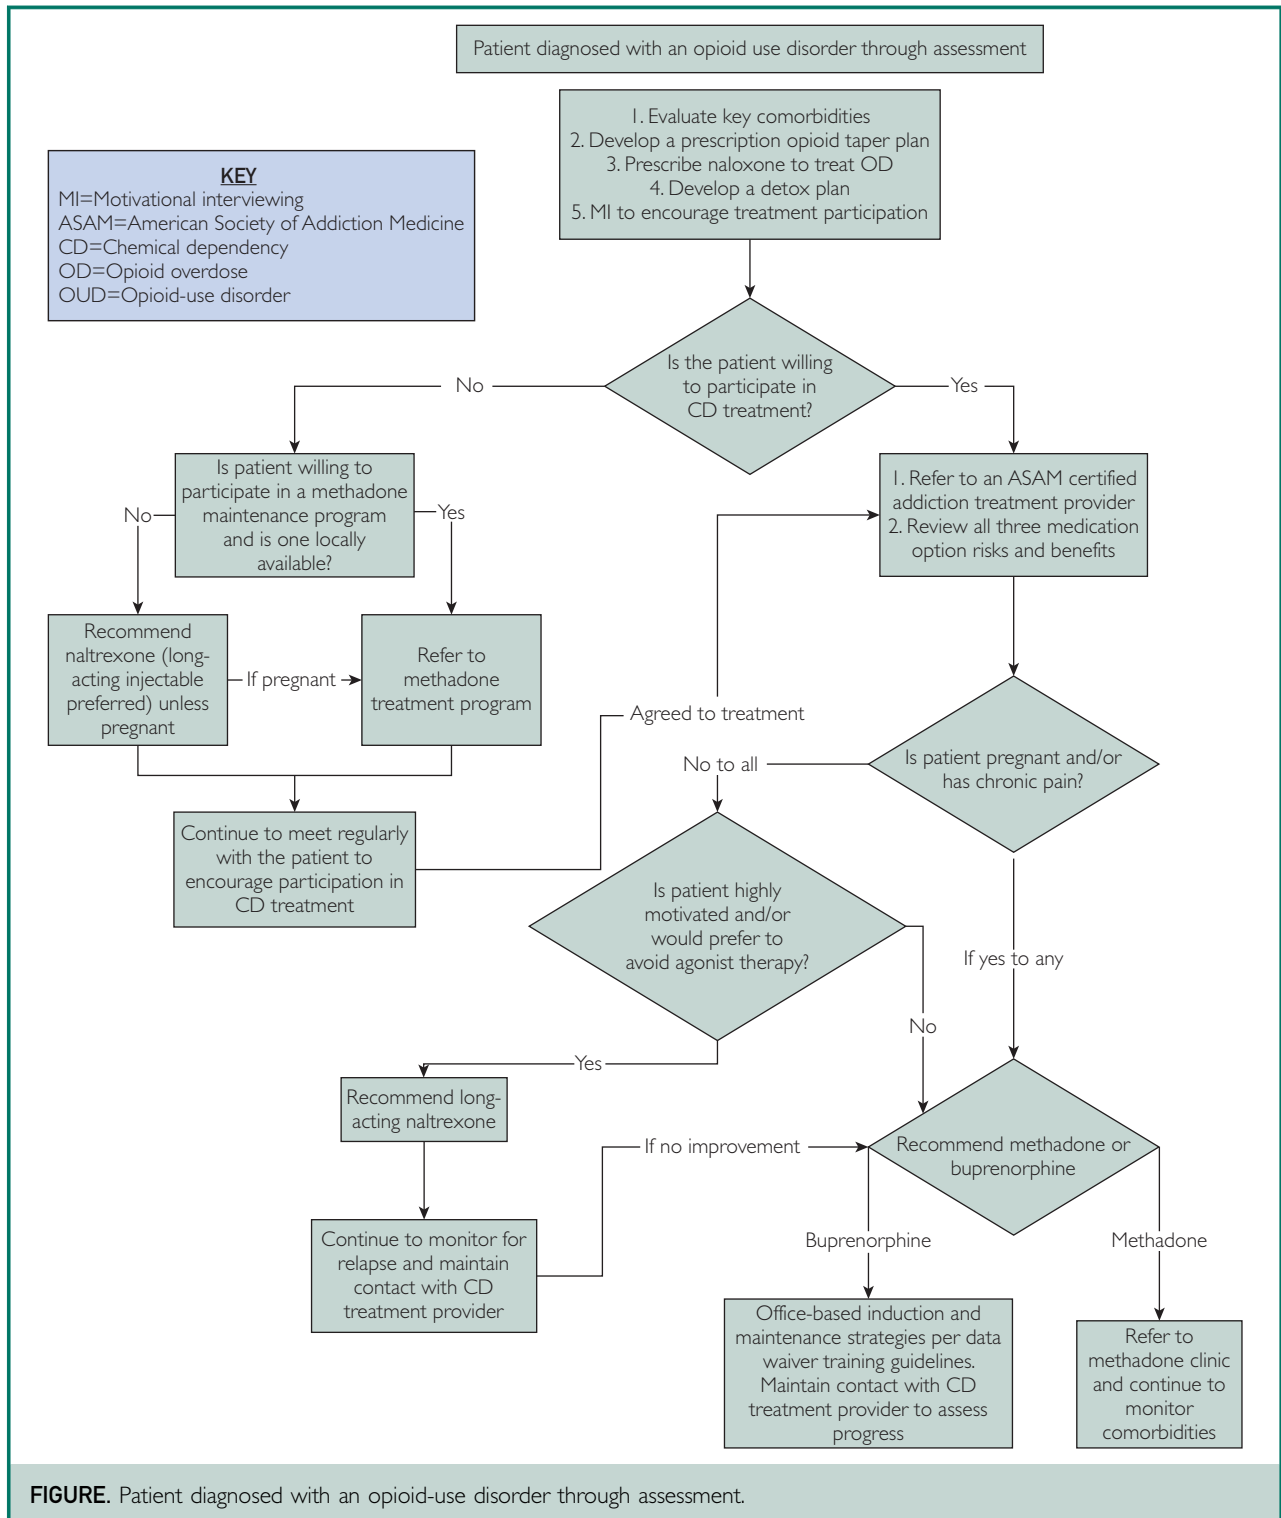 Patient diagnosed with an opioid use disorder through assessment
1. Evaluate key comorbidities
2. Develop a prescription opioid taper plan
3. Prescribe naloxone to treat OD
4. Develop a detox plan
5. MI to encourage treatment participation
KEY
MI=Motivational interviewing
ASAM=American Society of Addiction Medicine
CD=Chemical dependency
OD=Opioid overdose
OUD=Opioid-use disorder
Is the patient willing
to participate in
CD treatment?
No
Yes
Is patient willing to
participate in a methadone
maintenance program
and is one locally
available?
No
Yes
1. Refer to an ASAM certified
addiction treatment provider
2. Review all three medication
option risks and benefits
Recommend
naltrexone (long-
acting injectable
preferred) unless
pregnant
If pregnant
Refer to
methadone
treatment program
Agreed to treatment
Continue to meet regularly
with the patient to
encourage participation in
CD treatment
Is patient pregnant and/or
has chronic pain?
No to all
If yes to any
Is patient highly
motivated and/or
would prefer to
avoid agonist therapy?
No
Yes
Recommend long-
acting naltrexone
If no improvement
Recommend methadone or
buprenorphine
Continue to monitor for
relapse and maintain
contact with CD
treatment provider
Buprenorphine
Methadone
Office-based induction and
maintenance strategies per data
waiver training guidelines.
Maintain contact with CD
treatment provider to assess
progress
Refer to
methadone clinic
and continue to
monitor
comorbidities
FIGURE. Patient diagnosed with an opioid-use disorder through assessment.